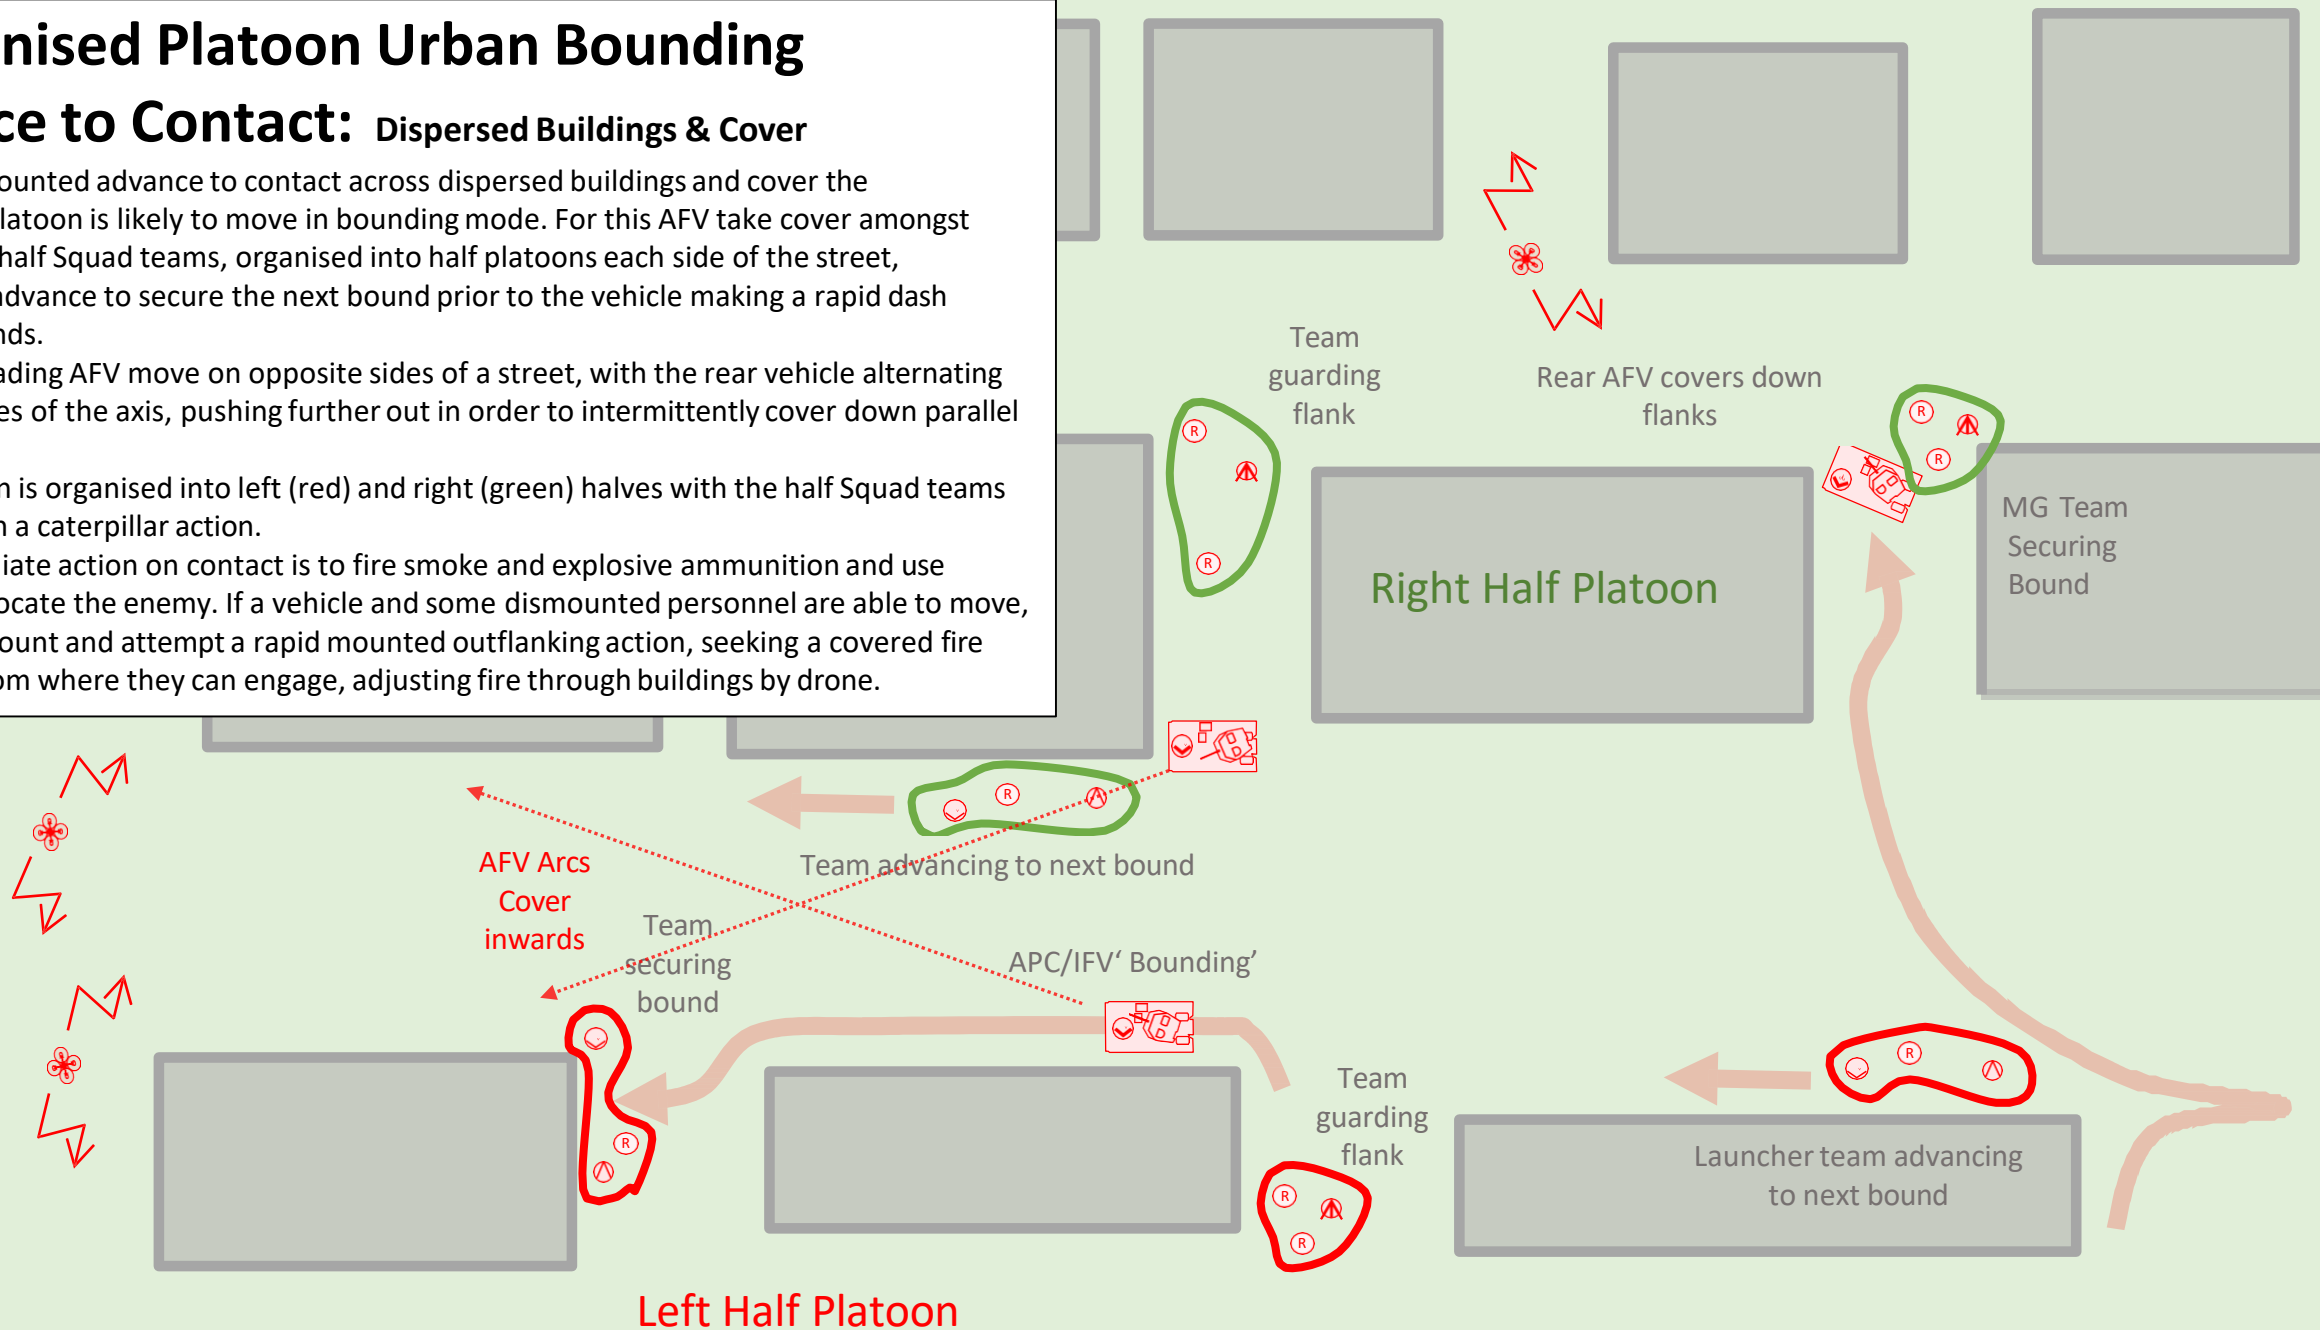 nised Platoon Urban Bounding
ce to Contact: Dispersed Buildings & Cover
ounted advance to contact across dispersed buildings and cover the
latoon is likely to move in bounding mode. For this AFV take cover amongst
half Squad teams, organised into half platoons each side of the street,
advance to secure the next bound prior to the vehicle making a rapid dash
nds.
ading AFV move on opposite sides of a street, with the rear vehicle alternating
es of the axis, pushing further out in order to intermittently cover down parallel
n is organised into left (red) and right (green) halves with the half Squad teams
n a caterpillar action.
iate action on contact is to fire smoke and explosive ammunition and use
ocate the enemy. If a vehicle and some dismounted personnel are able to move,
ount and attempt a rapid mounted outflanking action, seeking a covered fire
om where they can engage, adjusting fire through buildings by drone.
Team
guarding
flank
Rear AFV covers down
flanks
R
R
R
R
MG Team
Securing
Bound
Right Half Platoon
R
Team advancing to next bound
AFV Arcs
Cover
inwards
Team
securing
bound
APC/IFV‘ Bounding’
R
R
Team
guarding
flank
R
R
Launcher team advancing
to next bound
Left Half Platoon